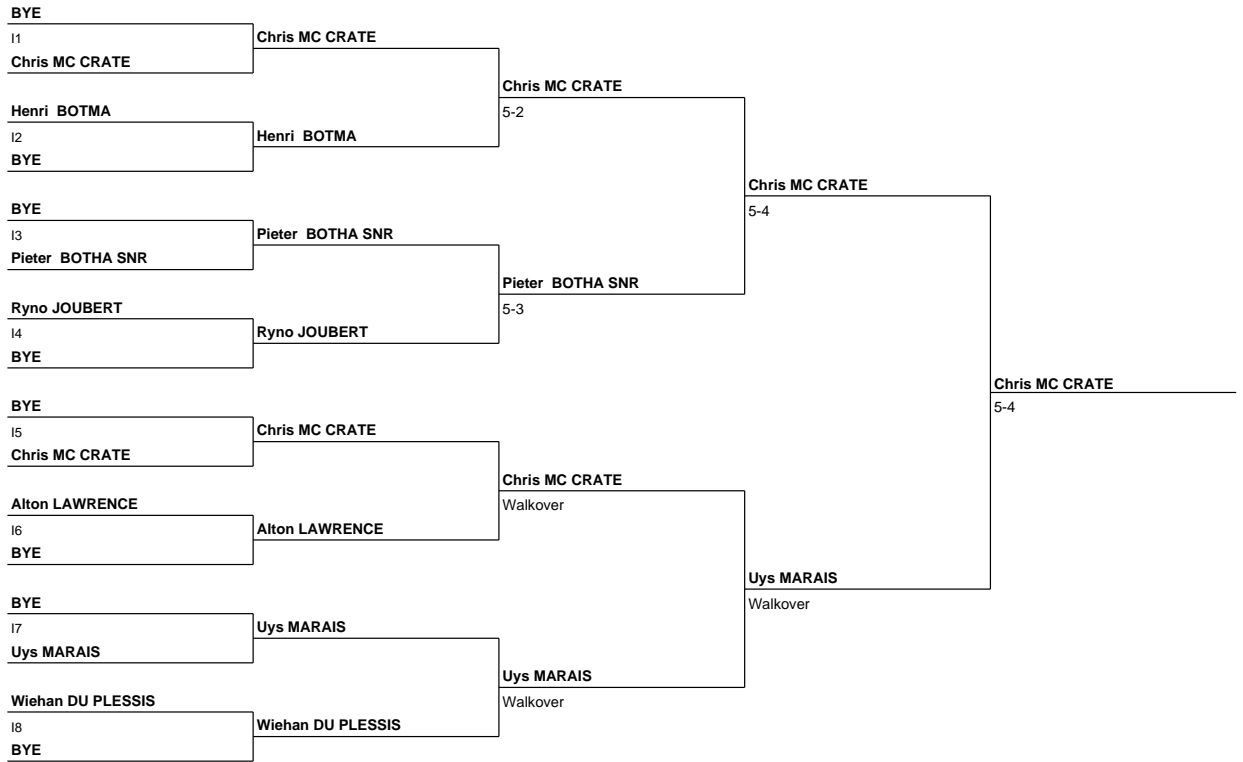 BYE
I1
Chris MC CRATE
Henri BOTMA
I2
BYE
BYE
I3
Pieter BOTHA SNR
Ryno JOUBERT
I4
BYE
BYE
I5
Chris MC CRATE
Alton LAWRENCE
I6
BYE
BYE
I7
Uys MARAIS
Wiehan DU PLESSIS
I8
BYE
Chris MC CRATE
Henri BOTMA
Pieter BOTHA SNR
Ryno JOUBERT
Chris MC CRATE
Alton LAWRENCE
Uys MARAIS
Wiehan DU PLESSIS
Chris MC CRATE
5-2
Pieter BOTHA SNR
5-3
Chris MC CRATE
Walkover
Uys MARAIS
Walkover
Chris MC CRATE
5-4
Uys MARAIS
Walkover
Chris MC CRATE
5-4